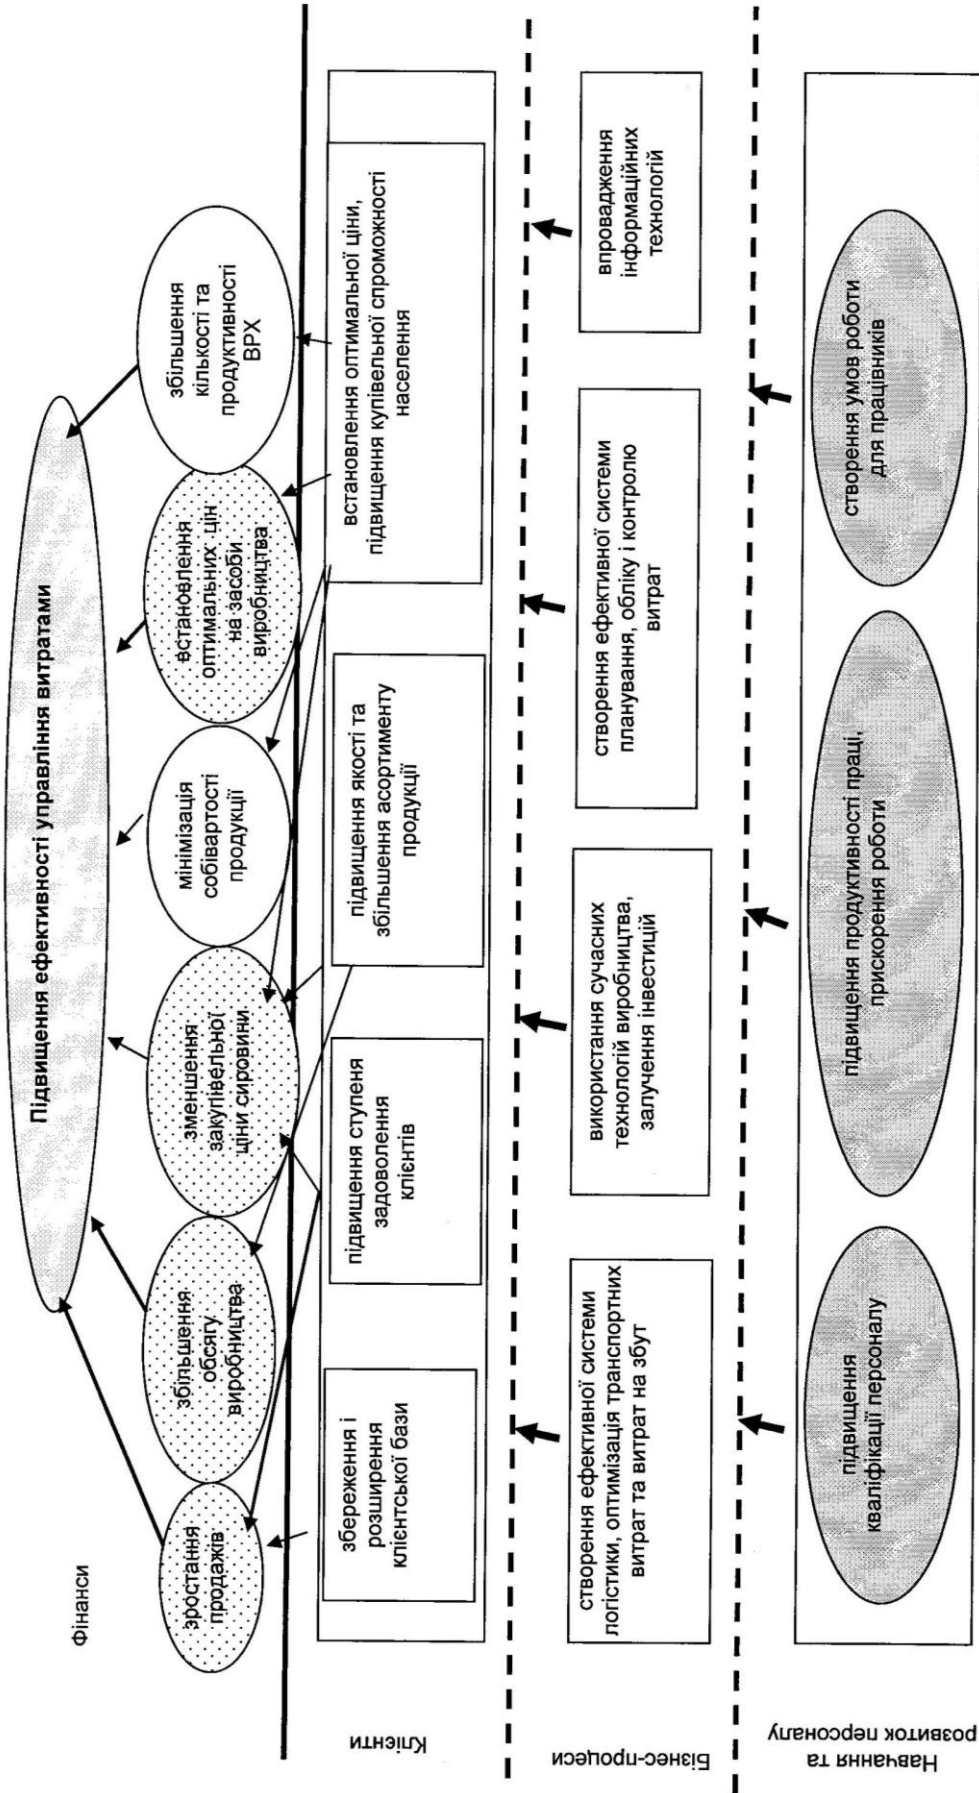 Підвищення ефективності управління витратами
Фінанси
зростання
продажів
збільшення
обсягу
виробництва
зменшення
закупівельної
ціни сировини
мінімізація
собівартості
продукції
встановлення
оптимальних цін
на засоби
виробництва
збільшення
кількості та
продуктивності
ВРХ
Клієнти
збереження і
розширення
клієнтської бази
підвищення ступеня
задоволення
клієнтів
підвищення якості та
збільшення асортименту
продукції
встановлення оптимальної ціни,
підвищення купівельної спроможності
населення
Бізнес-процеси
створення ефективної системи
логістики, оптимізація транспортних
витрат та витрат на збут
використання сучасних
технологій виробництва,
залучення інвестицій
створення ефективної системи
планування, обліку і контролю
витрат
впровадження
інформаційних
технологій
Навчання та
розвиток персоналу
підвищення
кваліфікації персоналу
підвищення продуктивності праці,
прискорення роботи
створення умов роботи
для працівників